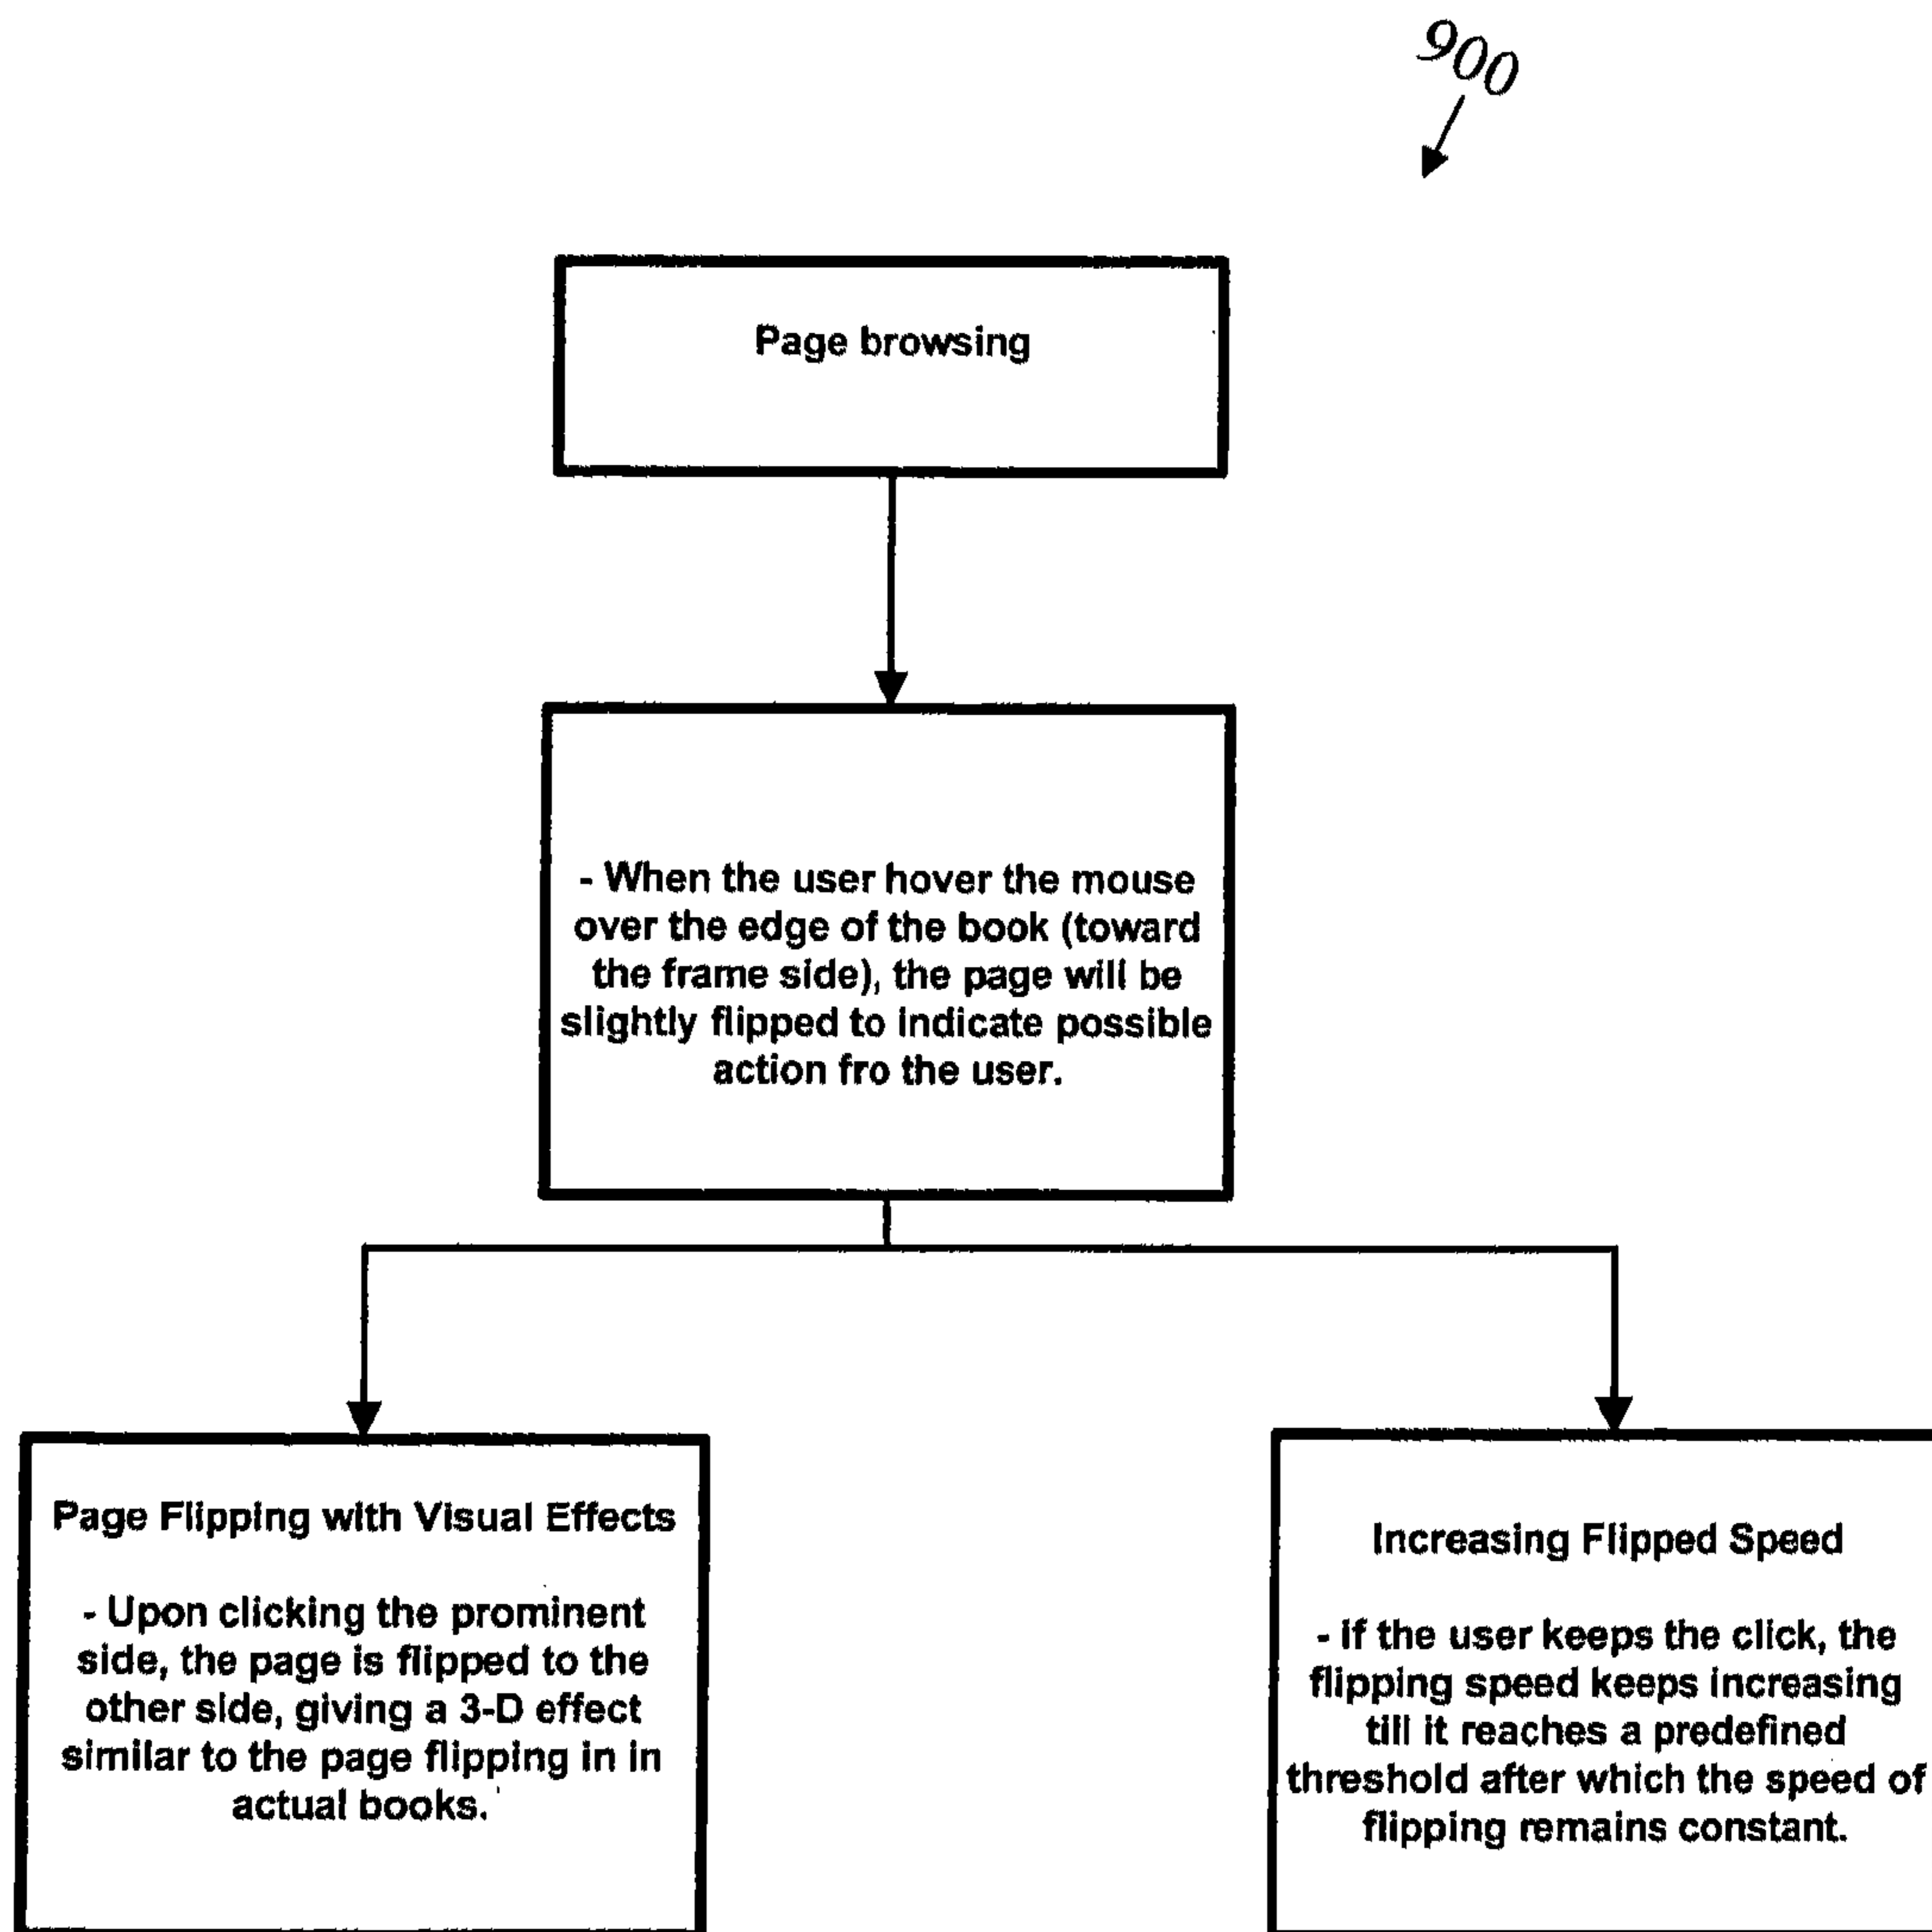 900
Page browsing
- When the user hover the mouse
over the edge of the book (toward
the frame side), the page will be
slightly flipped to indicate possible
action fro the user.
Page Flipping with Visual Effects
- Upon clicking the prominent
side, the page is flipped to the
other side, giving a 3-D effect
similar to the page flipping in in
actual books.
Increasing Flipped Speed
- If the user keeps the click, the
flipping speed keeps increasing
till it reaches a predefined
threshold after which the speed of
flipping remains constant.